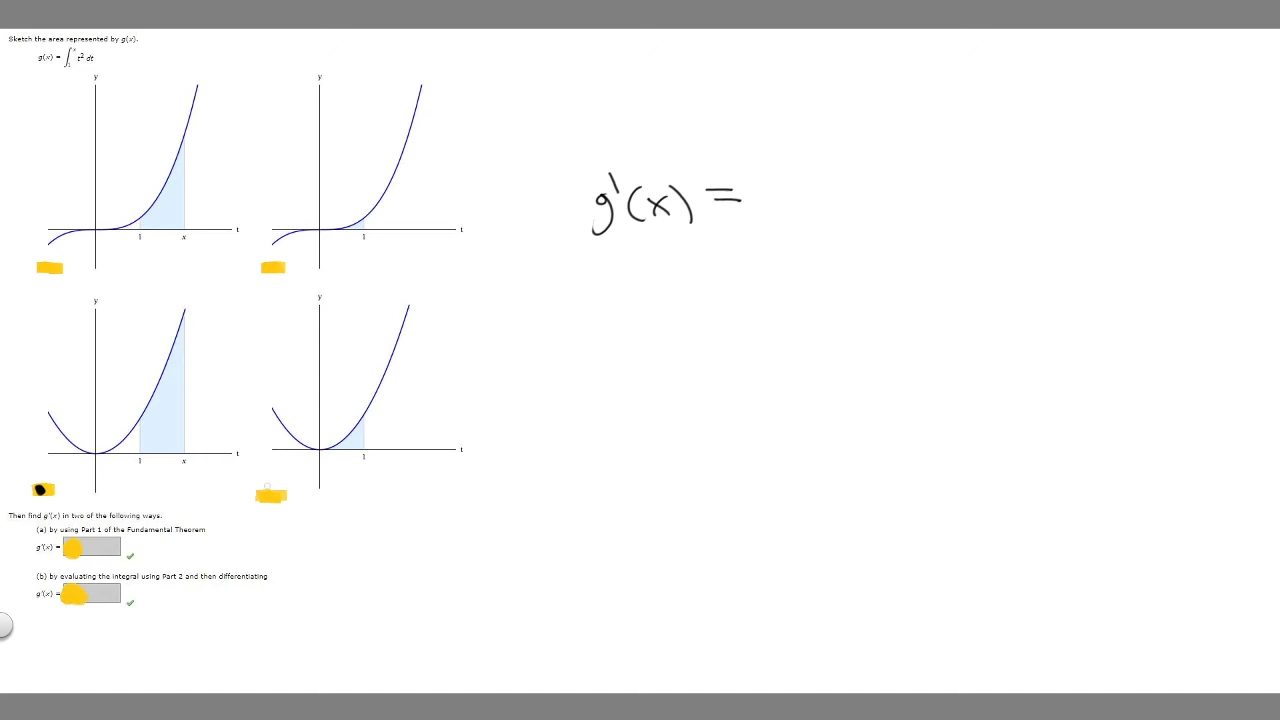 Sketch the area represented by g(x).
g(x) = ∫₁ˣ t² dt
y
y
1 x t
1 t
y
y
1 x t
1 t
g'(x) =
Then find g'(x) in two of the following ways.
(a) by using Part 1 of the Fundamental Theorem
g'(x) =
(b) by evaluating the integral using Part 2 and then differentiating
g'(x) =